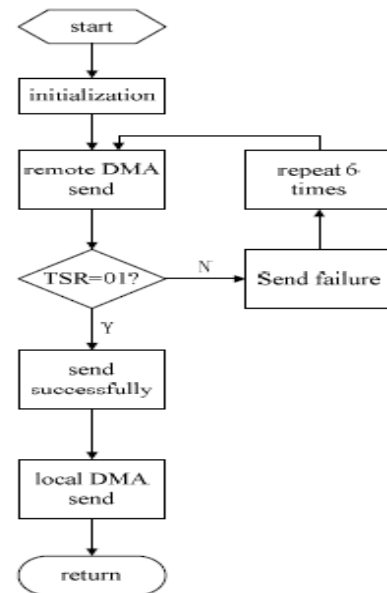 start
initialization
remote DMA
send
repeat 6
times
TSR=01?
N
Send failure
Y
send
successfully
local DMA
send
return